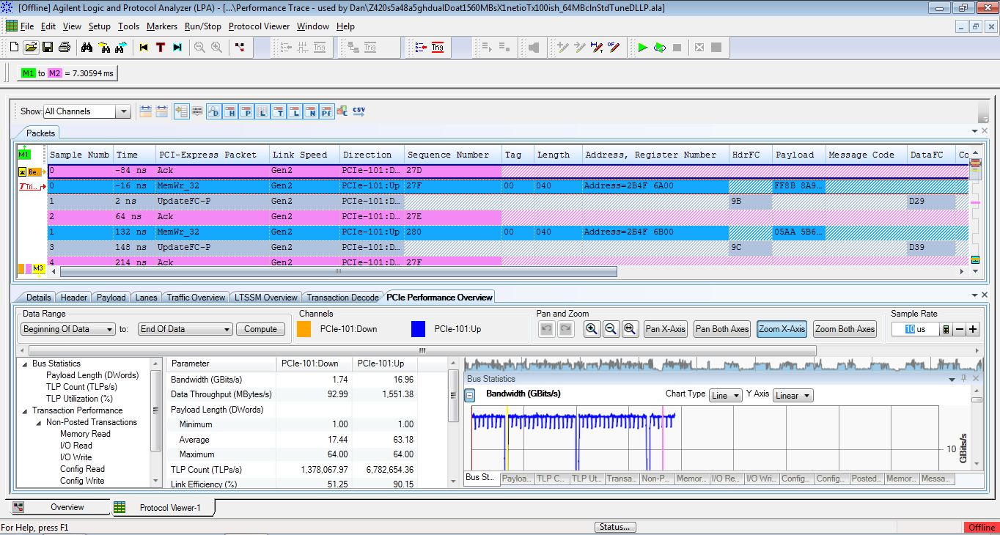 [Offline] Agilent Logic and Protocol Analyzer (LPA) - [...\Performance Trace - used by Dan\Z420s5a48a5ghdualDoat1560MBsX1netioTx100ish_64MBcInStdTuneDLLP.ala]
File Edit View Setup Tools Markers Run/Stop Protocol Viewer Window Help
M1 to M2 = 7.30594 ms
Show: All Channels
Packets
M1 Sample Numb Time PCI-Express Packet Link Speed Direction Sequence Number Tag Length Address, Register Number HdrFC Payload Message Code DataFC Co
Be.. 0 -84 ns Ack Gen2 PCIe-101:D... 27D
Tri.. 0 -16 ns MemWr_32 Gen2 PCIe-101:Up 27F 00 040 Address=2B4F 6A00 FF8B 8A9...
1 2 ns UpdateFC-P Gen2 PCIe-101:D... 9B D29
2 64 ns Ack Gen2 PCIe-101:D... 27E
1 132 ns MemWr_32 Gen2 PCIe-101:Up 280 00 040 Address=2B4F 6B00 05AA 5B6...
3 148 ns UpdateFC-P Gen2 PCIe-101:D... 9C D39
M3 4 214 ns Ack Gen2 PCIe-101:D... 27F
Details Header Payload Lanes Traffic Overview LTSSM Overview Transaction Decode PCIe Performance Overview
Data Range Channels Pan and Zoom Sample Rate
Beginning Of Data to: End Of Data Compute PCIe-101:Down PCIe-101:Up Pan X-Axis Pan Both Axes Zoom X-Axis Zoom Both Axes 10 us
Bus Statistics
Payload Length (DWords)
TLP Count (TLPs/s)
TLP Utilization (%)
Transaction Performance
Non-Posted Transactions
Memory Read
I/O Read
I/O Write
Config Read
Config Write
Parameter PCIe-101:Down PCIe-101:Up
Bandwidth (GBits/s) 1.74 16.96
Data Throughput (MBytes/s) 92.99 1,551.38
Payload Length (DWords)
Minimum 1.00 1.00
Average 17.44 63.18
Maximum 64.00 64.00
TLP Count (TLPs/s) 1,378,067.97 6,782,654.36
Link Efficiency (%) 51.25 90.15
Bus Statistics
Bandwidth (GBits/s) Chart Type Line Y Axis Linear
10
GBits/s
Bus St... Payloa... TLP C... TLP Ut... Transa... Non-P... Memor... I/O Re... I/O Wri... Config... Config... Posted... Memor... Messa...
Overview Protocol Viewer-1
For Help, press F1 Status... Offline